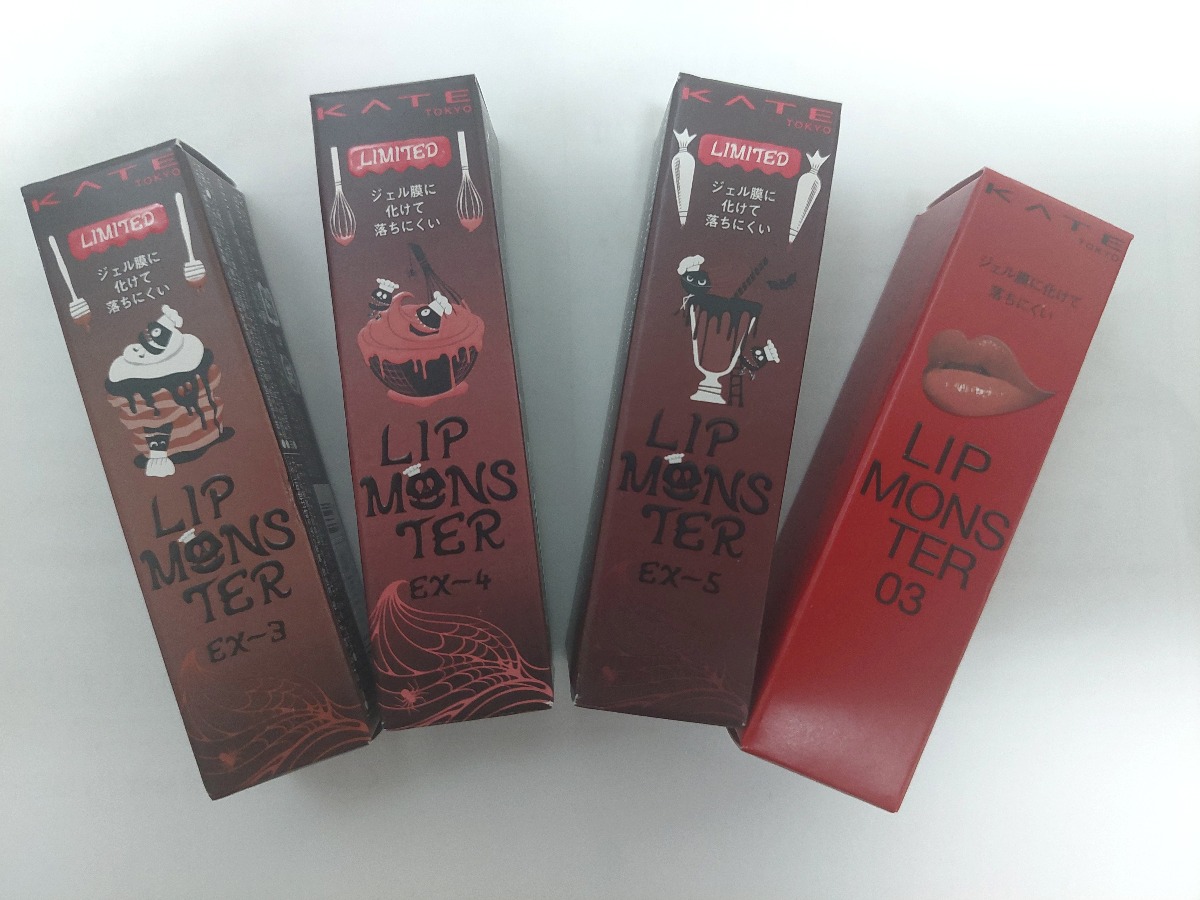 KATE
TOKYO
LIMITED
ジェル膜に
化けて
落ちにくい
LIP
MONS
TER
EX-3
KATE
TOKYO
LIMITED
ジェル膜に
化けて
落ちにくい
LIP
MONS
TER
EX-4
KATE
TOKYO
LIMITED
ジェル膜に
化けて
落ちにくい
LIP
MONS
TER
EX-5
KATE
TOKYO
ジェル膜に化けて
落ちにくい
LIP
MONS
TER
03